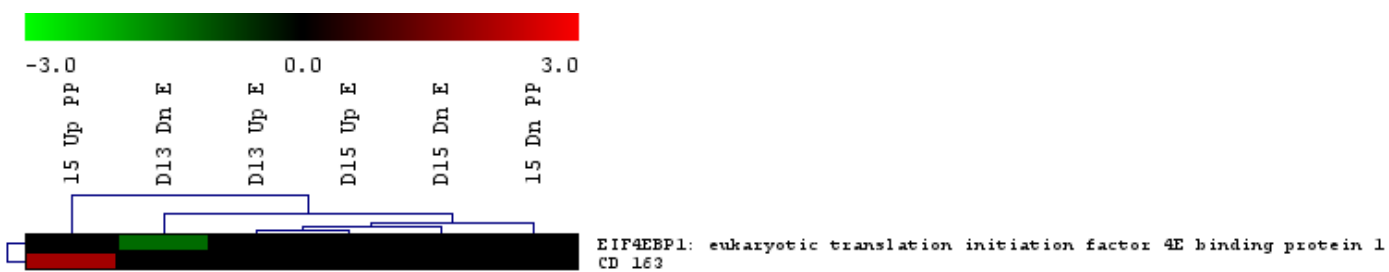 -3.0 0.0 3.0
15 Up PP
D13 Dn E
D13 Up E
D15 Up E
D15 Dn E
15 Dn PP
EIF4EBP1: eukaryotic translation initiation factor 4E binding protein 1
CD 163